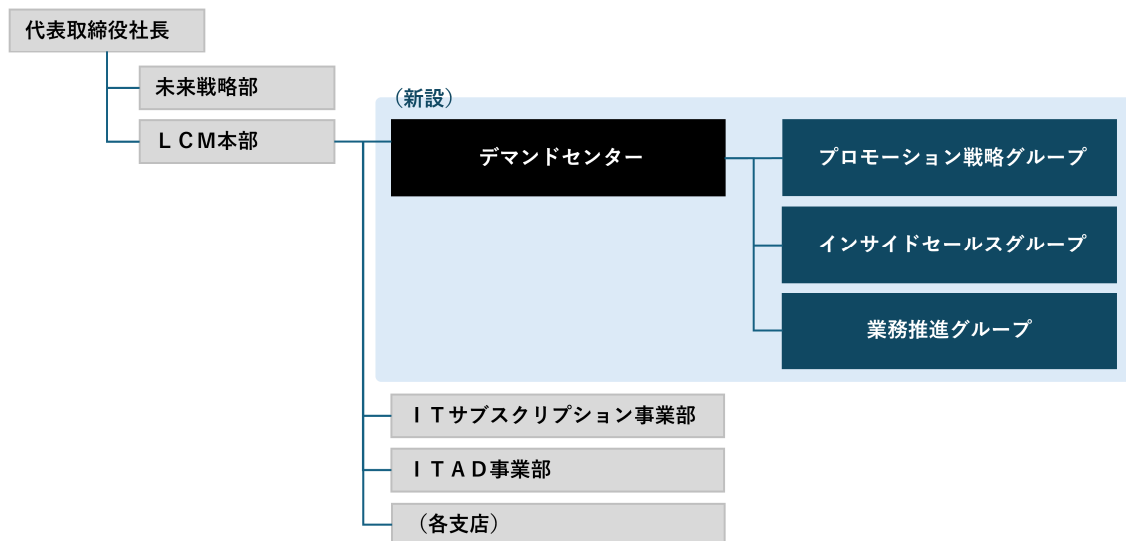 代表取締役社長
未来戦略部
ＬＣＭ本部
（新設）
デマンドセンター
プロモーション戦略グループ
インサイドセールスグループ
業務推進グループ
ＩＴサブスクリプション事業部
ＩＴＡＤ事業部
（各支店）